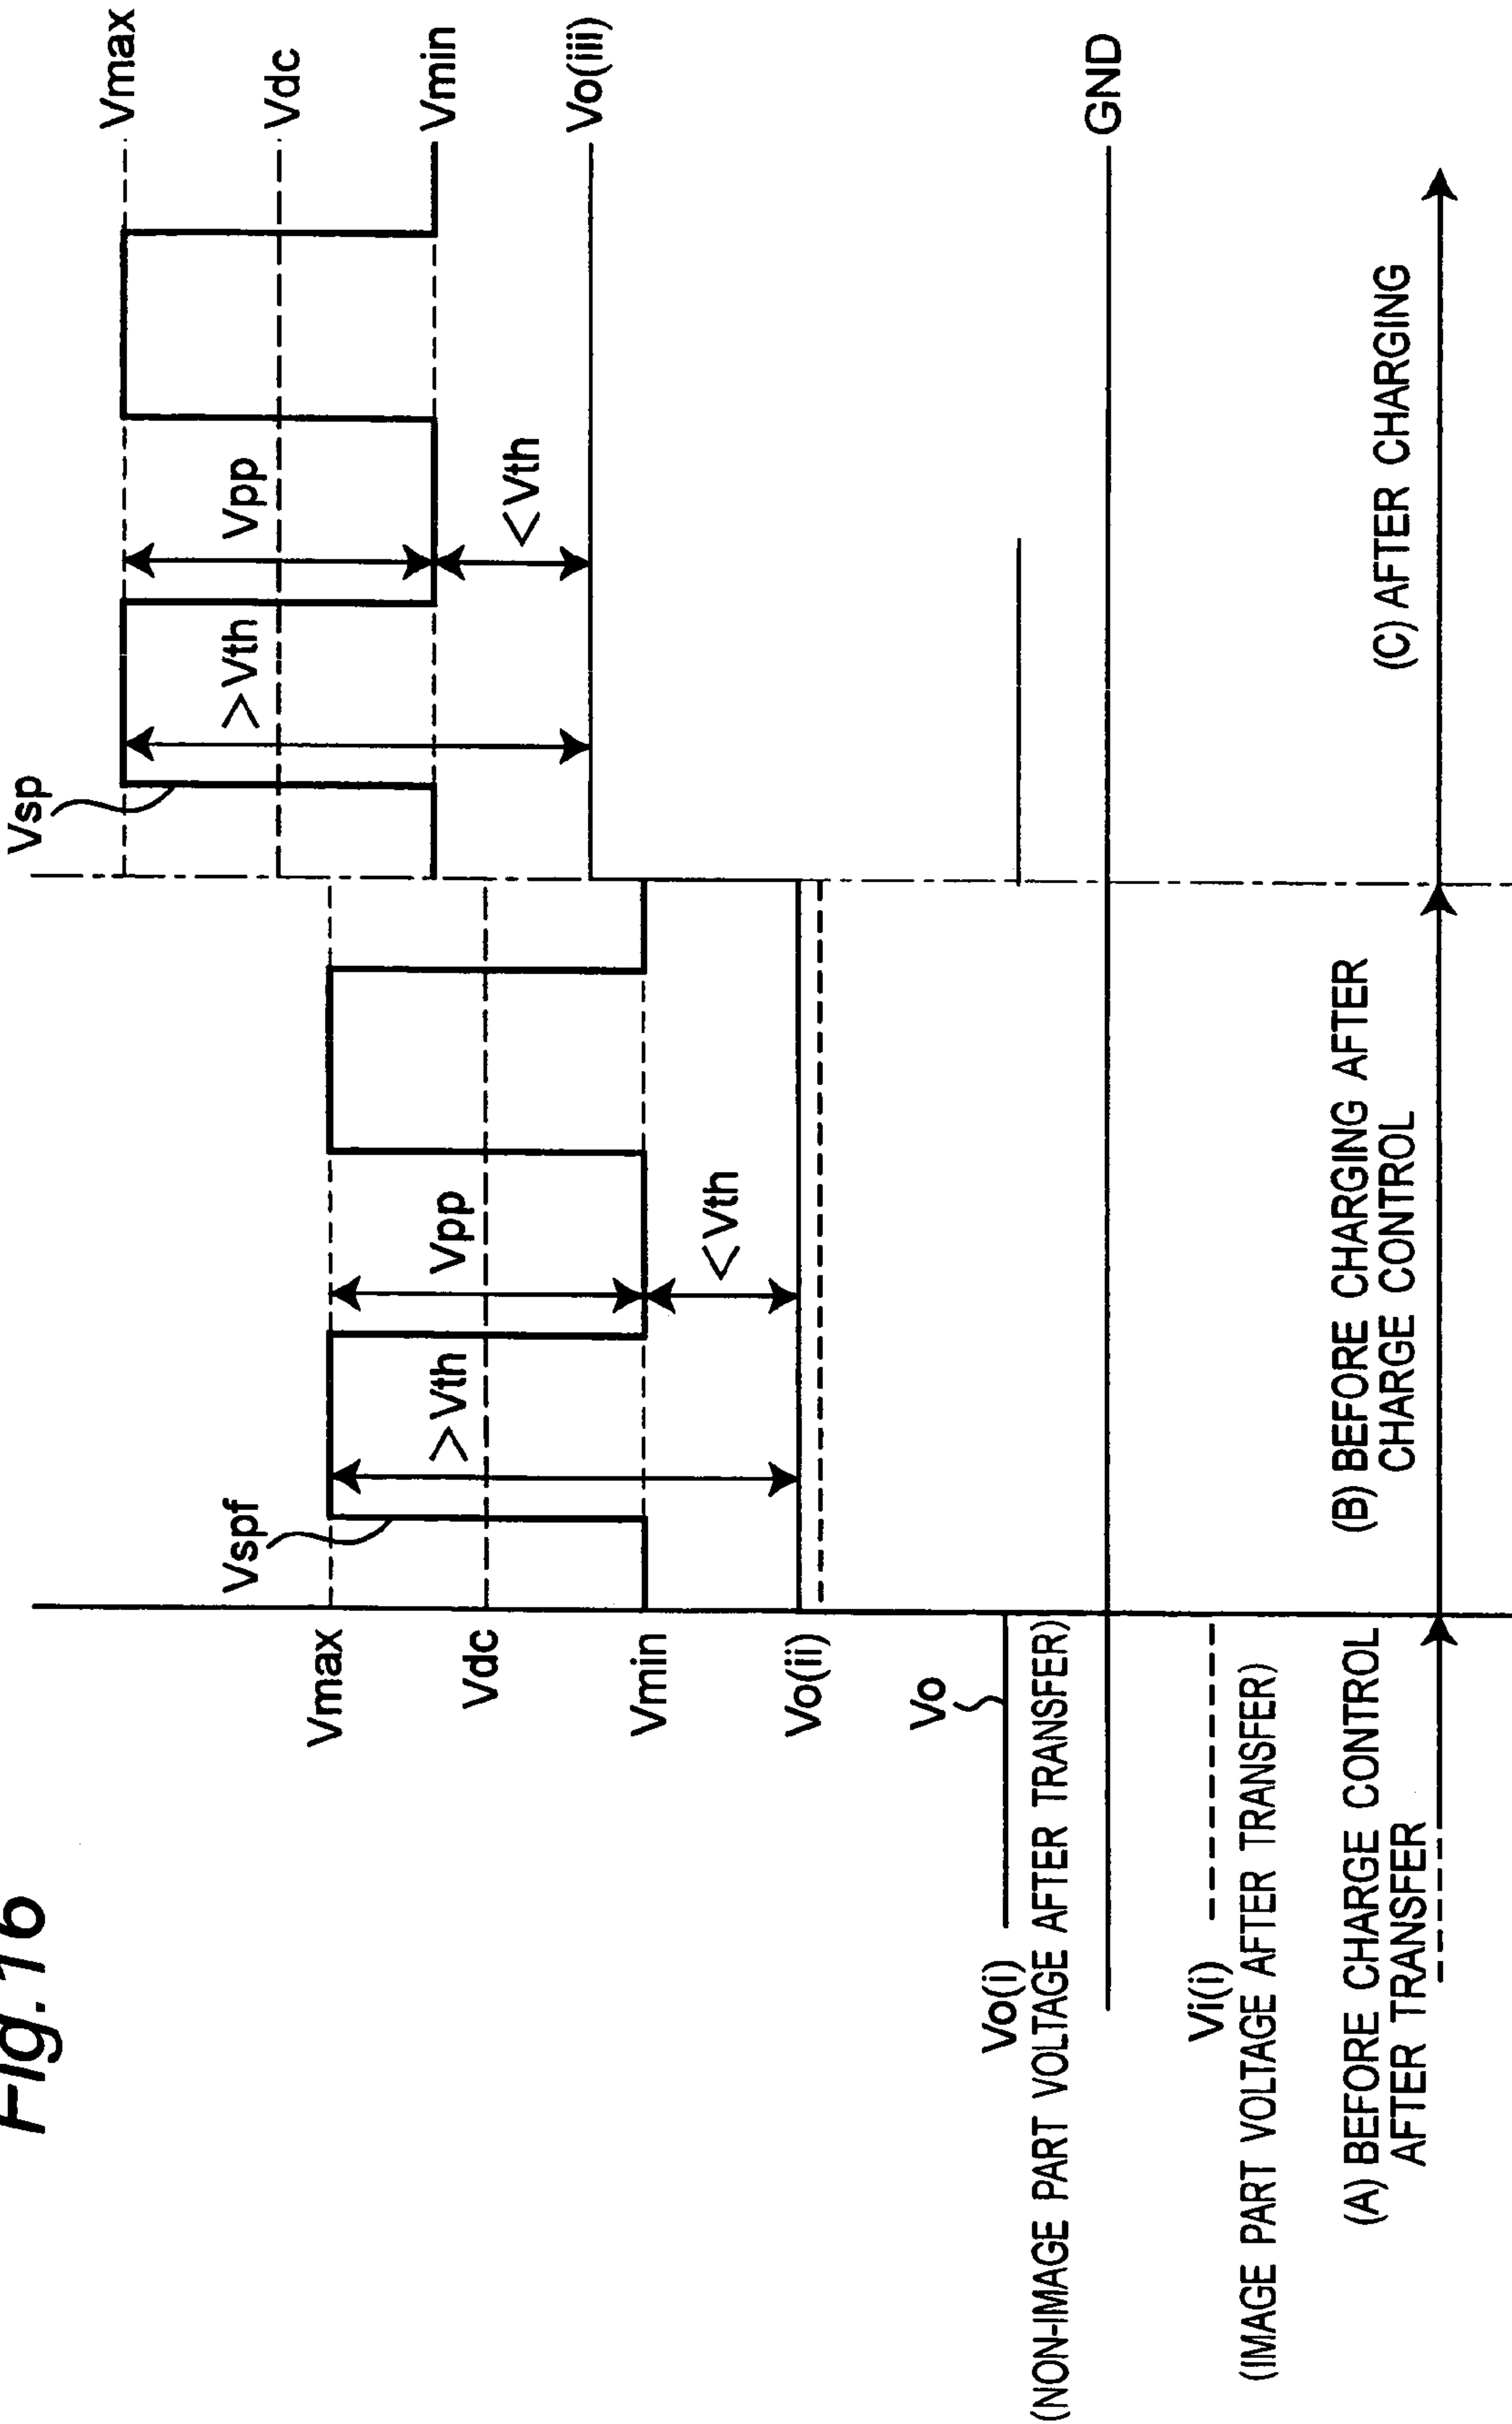 Fig. 16
Vsp
Vmax
Vdc
Vmin
Vo(iii)
>Vth
Vpp
<Vth
Vspf
Vmax
Vdc
Vmin
Vo(ii)
>Vth
Vpp
<Vth
Vo
Vo(i)
(NON-IMAGE PART VOLTAGE AFTER TRANSFER)
GND
Vi(i)
(IMAGE PART VOLTAGE AFTER TRANSFER)
(A) BEFORE CHARGE CONTROL
AFTER TRANSFER
(B) BEFORE CHARGING AFTER
CHARGE CONTROL
(C) AFTER CHARGING